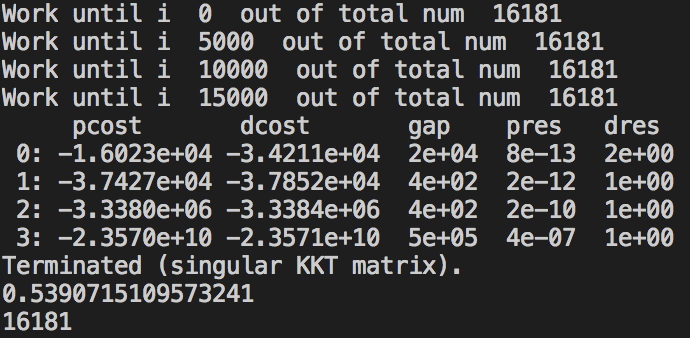 Work until i  0  out of total num  16181
Work until i  5000  out of total num  16181
Work until i  10000  out of total num  16181
Work until i  15000  out of total num  16181
     pcost       dcost       gap    pres   dres
 0: -1.6023e+04 -3.4211e+04  2e+04  8e-13  2e+00
 1: -3.7427e+04 -3.7852e+04  4e+02  2e-12  1e+00
 2: -3.3380e+06 -3.3384e+06  4e+02  2e-10  1e+00
 3: -2.3570e+10 -2.3571e+10  5e+05  4e-07  1e+00
Terminated (singular KKT matrix).
0.5390715109573241
16181